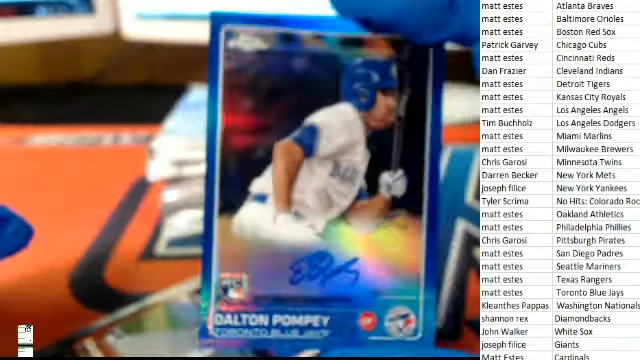 DALTON POMPEY
TORONTO BLUE JAYS
RC
matt estes Atlanta Braves
matt estes Baltimore Orioles
matt estes Boston Red Sox
Patrick Garvey Chicago Cubs
matt estes Cincinnati Reds
Dan Frazier Cleveland Indians
matt estes Detroit Tigers
matt estes Kansas City Royals
matt estes Los Angeles Angels
Tim Buchholz Los Angeles Dodgers
matt estes Miami Marlins
matt estes Milwaukee Brewers
Chris Garosi Minnesota Twins
Darren Becker New York Mets
joseph filice New York Yankees
Tyler Scrima No Hits: Colorado Roc
matt estes Oakland Athletics
matt estes Philadelphia Phillies
Chris Garosi Pittsburgh Pirates
matt estes San Diego Padres
matt estes Seattle Mariners
matt estes Texas Rangers
matt estes Toronto Blue Jays
Kleanthes Pappas Washington Nationals
shannon rex Diamondbacks
John Walker White Sox
joseph filice Giants
Matt Estes Cardinals